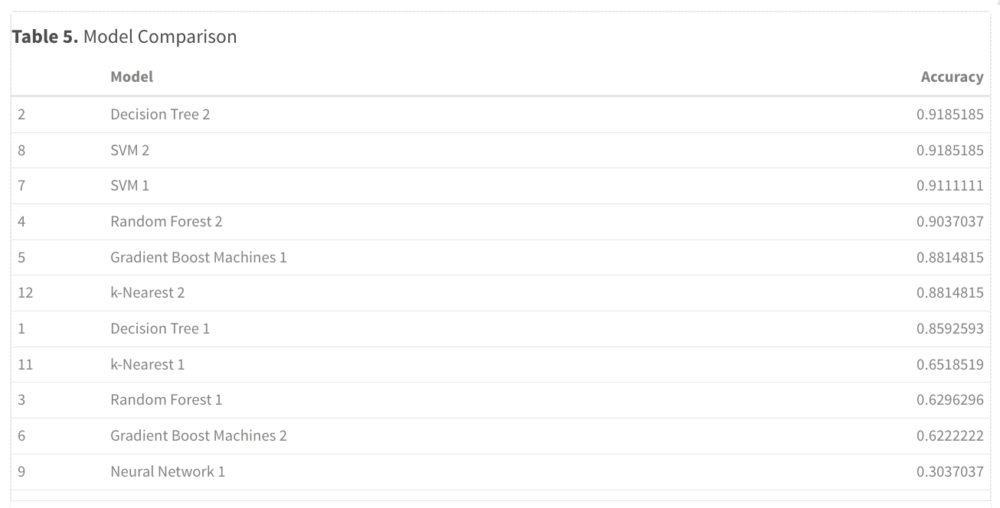 Table 5. Model Comparison
Model Accuracy
2 Decision Tree 2 0.9185185
8 SVM 2 0.9185185
7 SVM 1 0.9111111
4 Random Forest 2 0.9037037
5 Gradient Boost Machines 1 0.8814815
12 k-Nearest 2 0.8814815
1 Decision Tree 1 0.8592593
11 k-Nearest 1 0.6518519
3 Random Forest 1 0.6296296
6 Gradient Boost Machines 2 0.6222222
9 Neural Network 1 0.3037037